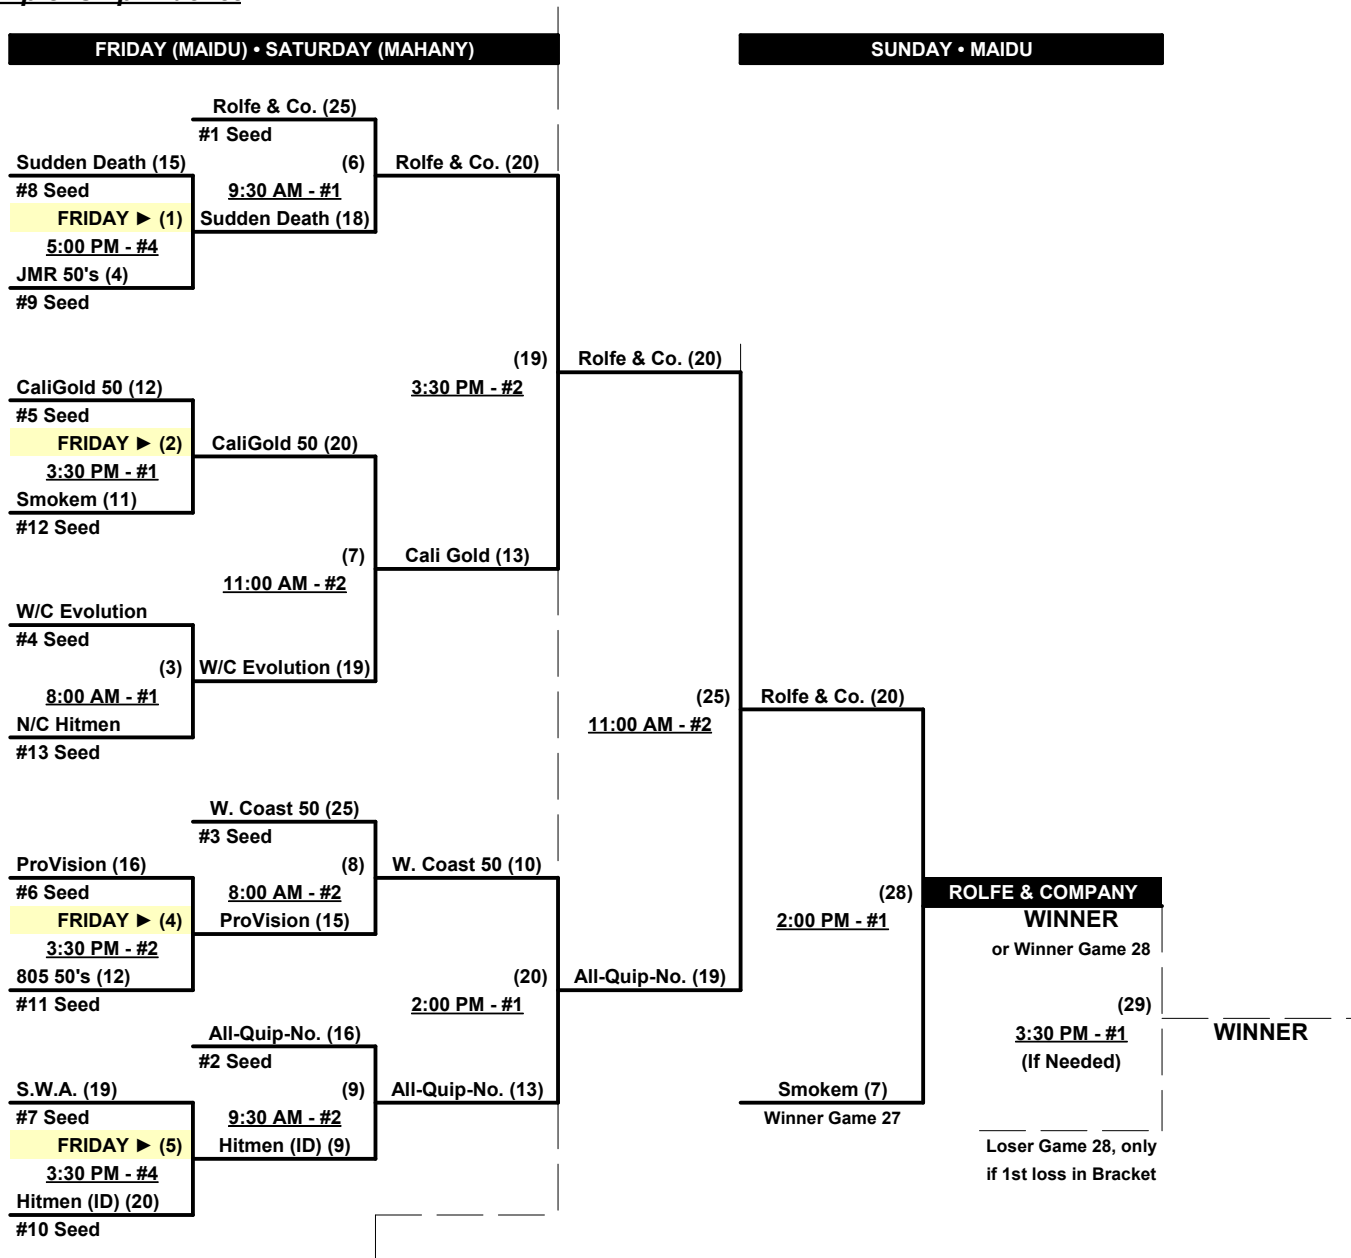 FRIDAY (MAIDU) • SATURDAY (MAHANY)
SUNDAY • MAIDU
Rolfe & Co. (25)
#1 Seed
Sudden Death (15)
(6)
Rolfe & Co. (20)
#8 Seed
9:30 AM - #1
FRIDAY ► (1)
Sudden Death (18)
5:00 PM - #4
JMR 50's (4)
#9 Seed
(19)
Rolfe & Co. (20)
CaliGold 50 (12)
3:30 PM - #2
#5 Seed
FRIDAY ► (2)
CaliGold 50 (20)
3:30 PM - #1
Smokem (11)
#12 Seed
(7)
Cali Gold (13)
11:00 AM - #2
W/C Evolution
#4 Seed
(3)
W/C Evolution (19)
8:00 AM - #1
(25)
Rolfe & Co. (20)
N/C Hitmen
11:00 AM - #2
#13 Seed
W. Coast 50 (25)
#3 Seed
ProVision (16)
(8)
W. Coast 50 (10)
#6 Seed
8:00 AM - #2
(28)
ROLFE & COMPANY
FRIDAY ► (4)
ProVision (15)
2:00 PM - #1
WINNER
3:30 PM - #2
or Winner Game 28
805 50's (12)
(20)
All-Quip-No. (19)
#11 Seed
2:00 PM - #1
(29)
All-Quip-No. (16)
3:30 PM - #1
WINNER
#2 Seed
(If Needed)
S.W.A. (19)
(9)
All-Quip-No. (13)
Smokem (7)
#7 Seed
9:30 AM - #2
Winner Game 27
FRIDAY ► (5)
Hitmen (ID) (9)
Loser Game 28, only
3:30 PM - #4
if 1st loss in Bracket
Hitmen (ID) (20)
#10 Seed